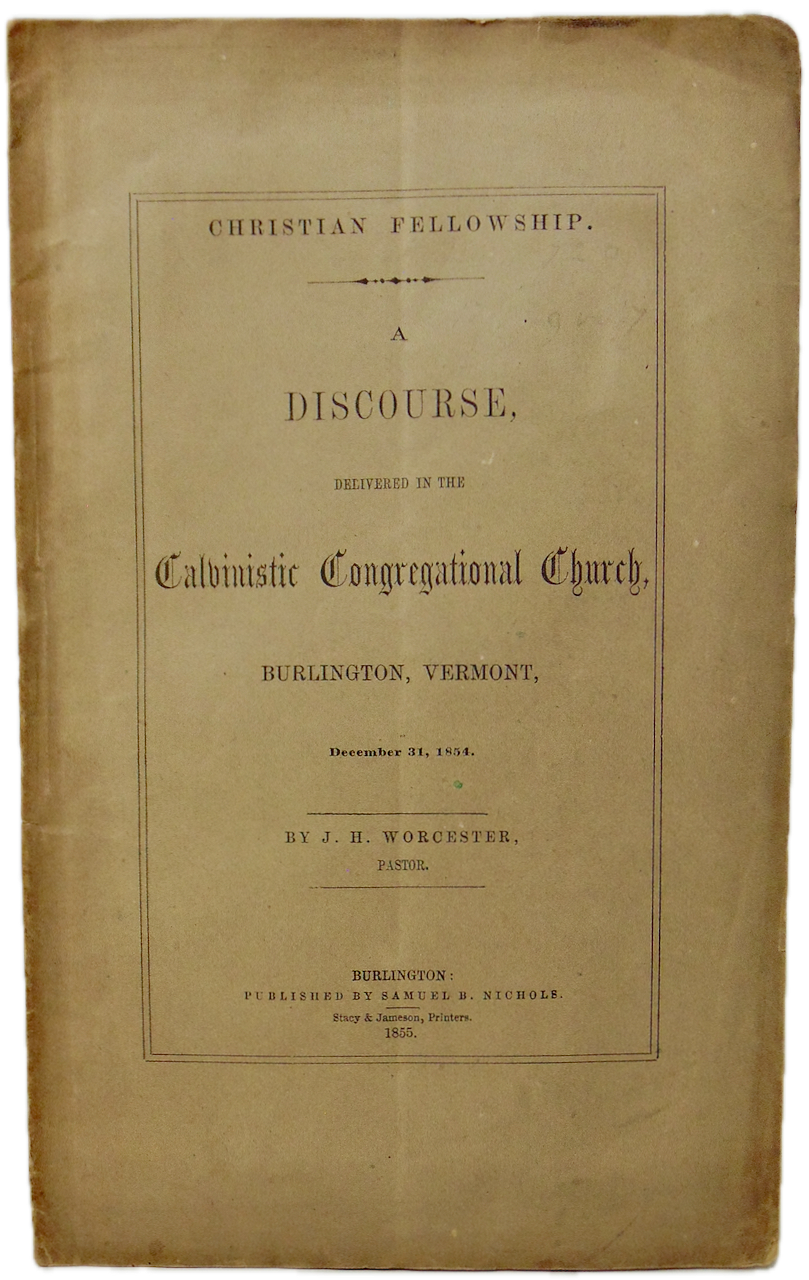 CHRISTIAN FELLOWSHIP.
A
DISCOURSE,
DELIVERED IN THE
Calvinistic Congregational Church,
BURLINGTON, VERMONT,
December 31, 1854.
BY J. H. WORCESTER,
PASTOR.
BURLINGTON:
PUBLISHED BY SAMUEL B. NICHOLS.
Stacy & Jameson, Printers.
1855.